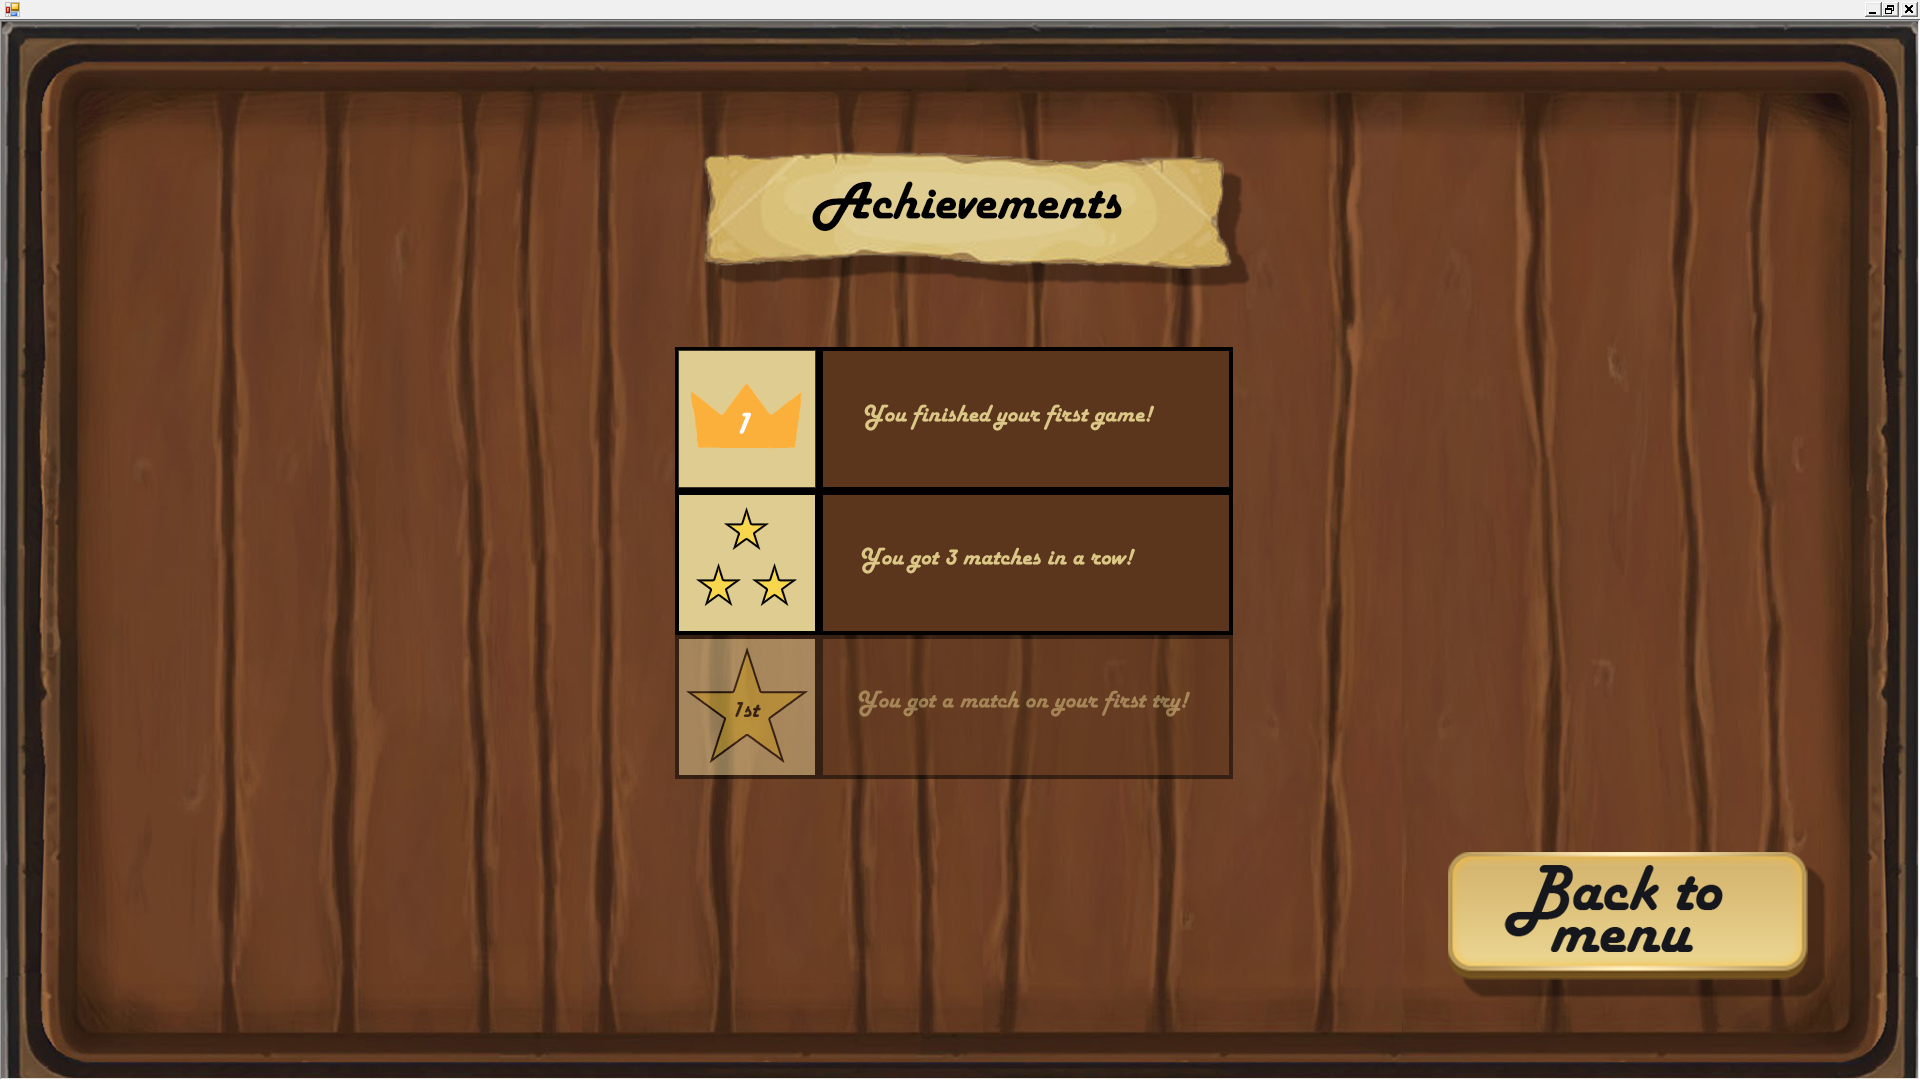 Achievements
1
You finished your first game!
You got 3 matches in a row!
1st
You got a match on your first try!
Back to
menu